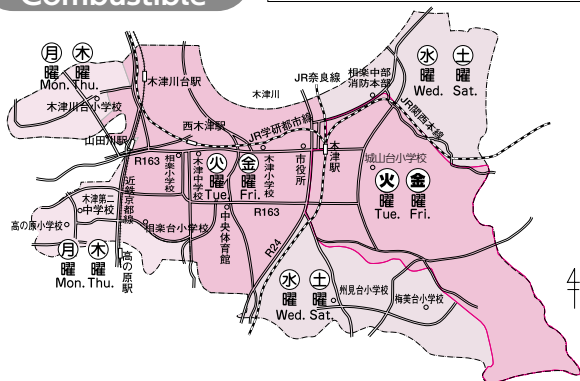 Combustible
月 木
曜 曜
Mon. Thu.
木津川台駅
木津川台小学校
木津川
JR奈良線
相楽中部
消防本部
水 土
曜 曜
Wed. Sat.
JR関西本線
山田川駅
西木津駅
JR学研都市線
R163
相楽小学校
木津中学校
火 金
曜 曜
Tue. Fri.
木津小学校
市役所
木津駅
城山台小学校
火 金
曜 曜
Tue. Fri.
近鉄京都線
木津第二
中学校
高の原小学校
相楽台小学校
中央体育館
R163
R24
月 木
曜 曜
Mon. Thu.
高の原駅
水 土
曜 曜
Wed. Sat.
州見台小学校
梅美台小学校